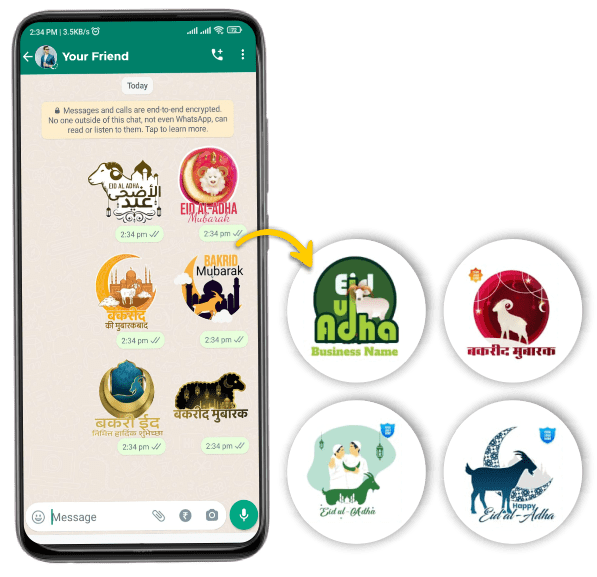 2:34 PM | 3.5KB/s
72
Your Friend
Today
Messages and calls are end-to-end encrypted.
No one outside of this chat, not even WhatsApp, can
read or listen to them. Tap to learn more.
EID AL ADHA
الأضحى
عيد
2:34 pm
EID AL-ADHA
Mubarak
2:34 pm
बकरीद
की मुबारकबाद
2:34 pm
BAKRID
Mubarak
2:34 pm
बकरी ईद
निमित्त हार्दिक शुभेच्छा
2:34 pm
बकरीद मुबारक
2:34 pm
Message
Eid
ul
Adha
Business Name
बकरीद मुबारक
Eid al-Adha
Happy
Eid al-Adha